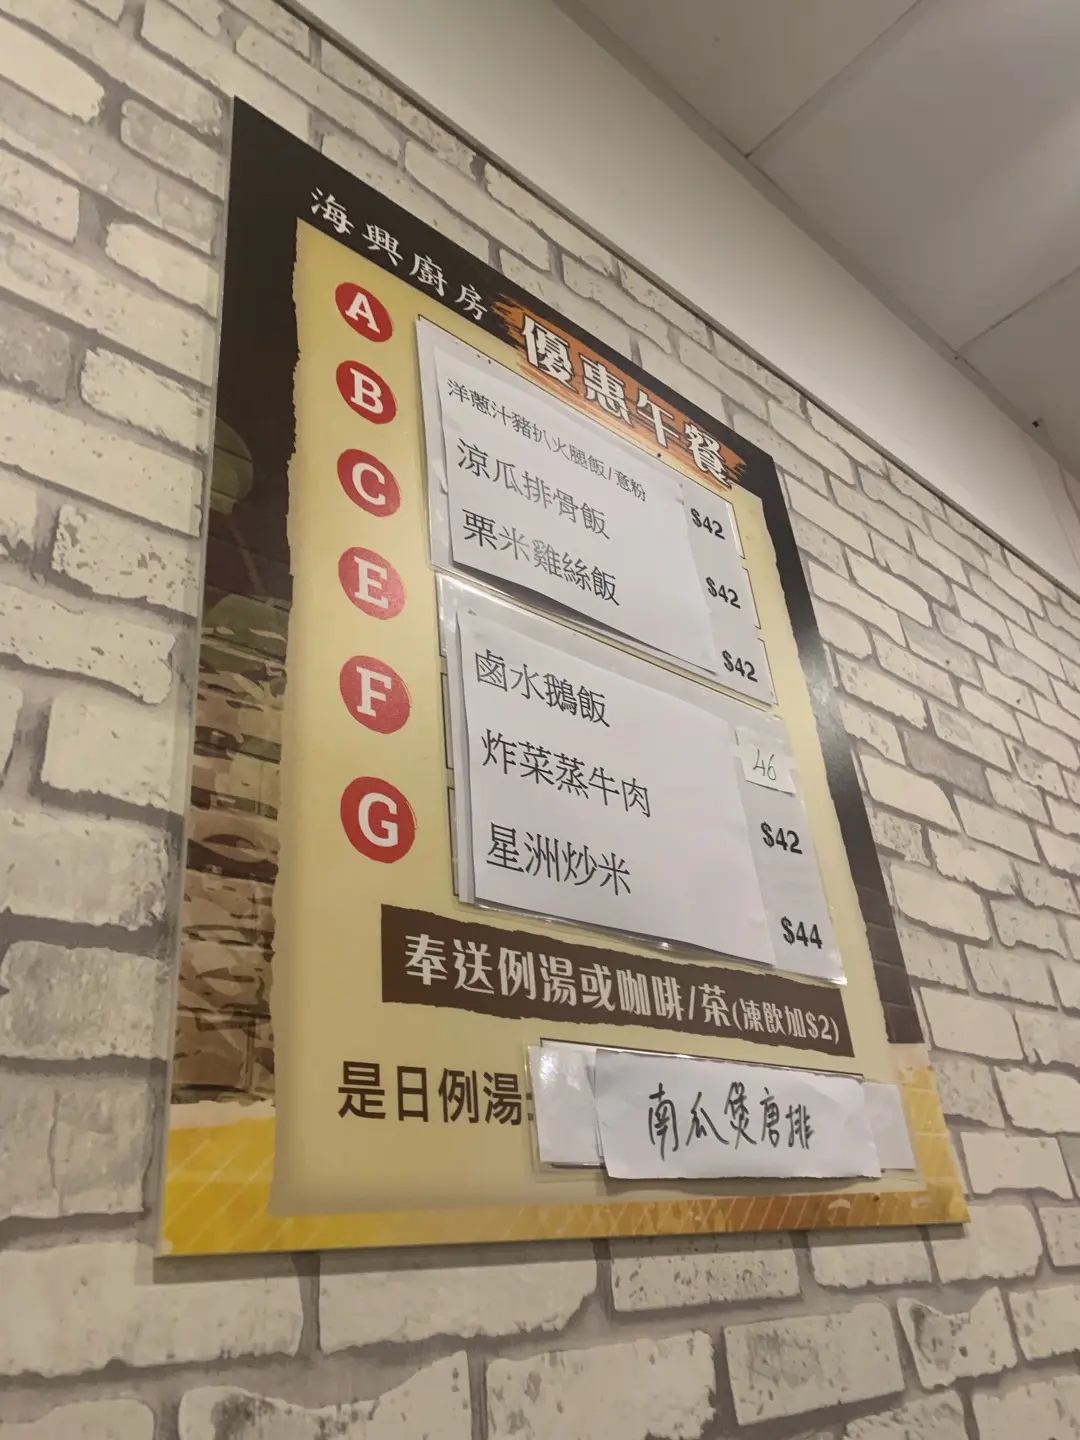 海興廚房 優惠午餐
A 洋蔥汁豬扒火腿飯/意粉 $42
B 涼瓜排骨飯 $42
C 栗米雞絲飯 $42
E 鹵水鵝飯 46
F 炸菜蒸牛肉 $42
G 星洲炒米 $44
奉送例湯或咖啡/茶(凍飲加$2)
是日例湯: 南瓜煲唐排